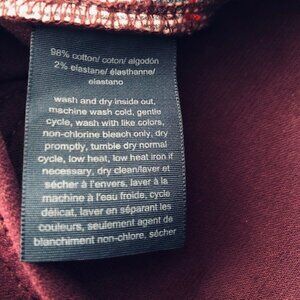 98% cotton/ coton/ algodón
2% elastane/ élasthanne/
elastano
wash and dry inside out,
machine wash cold, gentle
cycle, wash with like colors,
non-chlorine bleach only, dry
promptly, tumble dry normal
cycle, low heat, low heat iron if
necessary, dry clean/laver et
sécher à l'envers, laver à la
machine à l'eau froide, cycle
délicat, laver en séparant les
couleurs, seulement agent de
blanchiment non-chlore, sécher